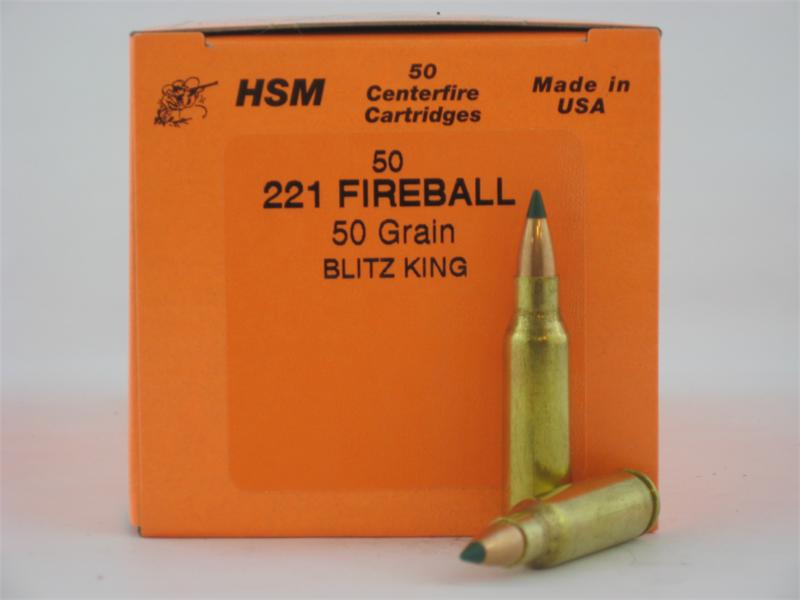 HSM
50
Centerfire
Cartridges
Made in
USA
50
221 FIREBALL
50 Grain
BLITZ KING